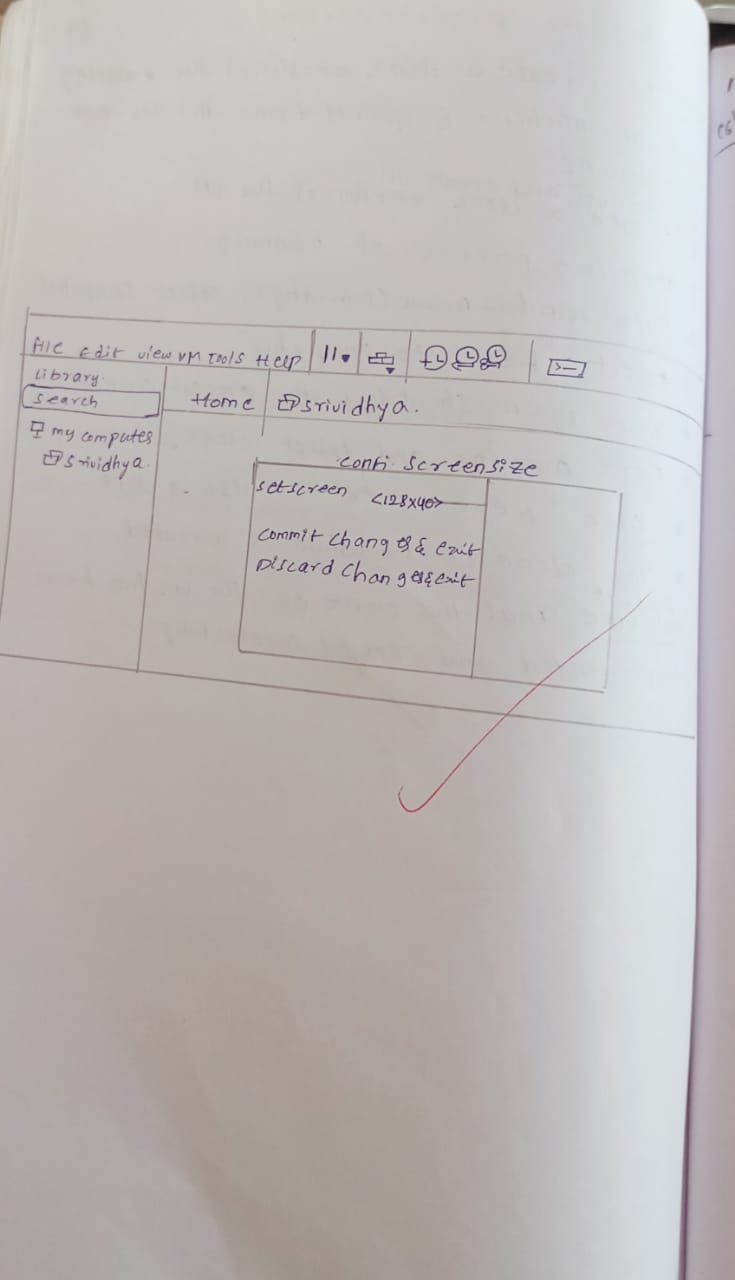 File Edit view VM Tools Help
Library.
Search
Home
srividhya.
my computes
srividhya.
conti. screensize
setscreen <128x40>
commit changes & exit
Discard changes & exit